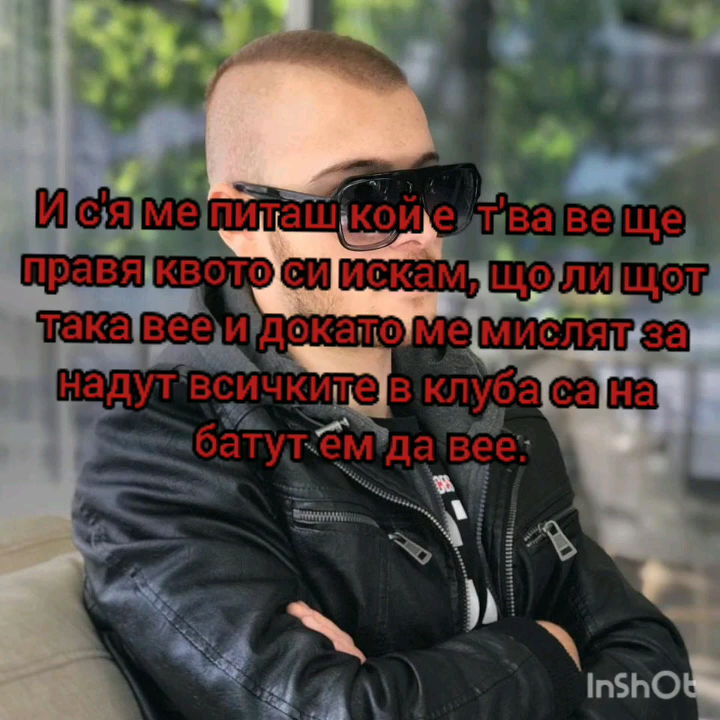 И с'я ме питаш кой е т'ва ве ще
правя квото си искам, що ли щот
така вее и докато ме мислят за
надут всичките в клуба са на
батут ем да вее.
InShOt